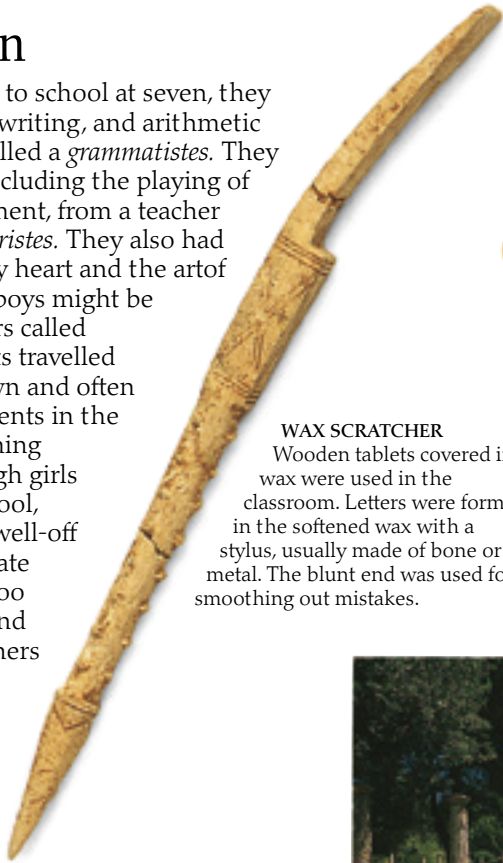 n
to school at seven, they
writing, and arithmetic
lled a grammatistes. They
cluding the playing of
ment, from a teacher
ristes. They also had
y heart and the artof
boys might be
rs called
s travelled
wn and often
ents in the
ning
gh girls
ool,
well-off
ate
oo
nd
ners
WAX SCRATCHER
Wooden tablets covered i
wax were used in the
classroom. Letters were form
in the softened wax with a
stylus, usually made of bone or
metal. The blunt end was used fo
smoothing out mistakes.